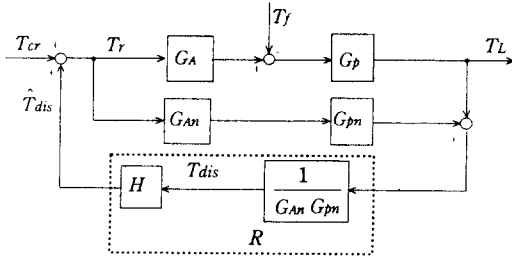 T_f
T_cr
T_r
G_A
G_p
T_L
+
+
+
T̂_dis
G_An
G_pn
+
T_dis
H
1
G_An G_pn
R